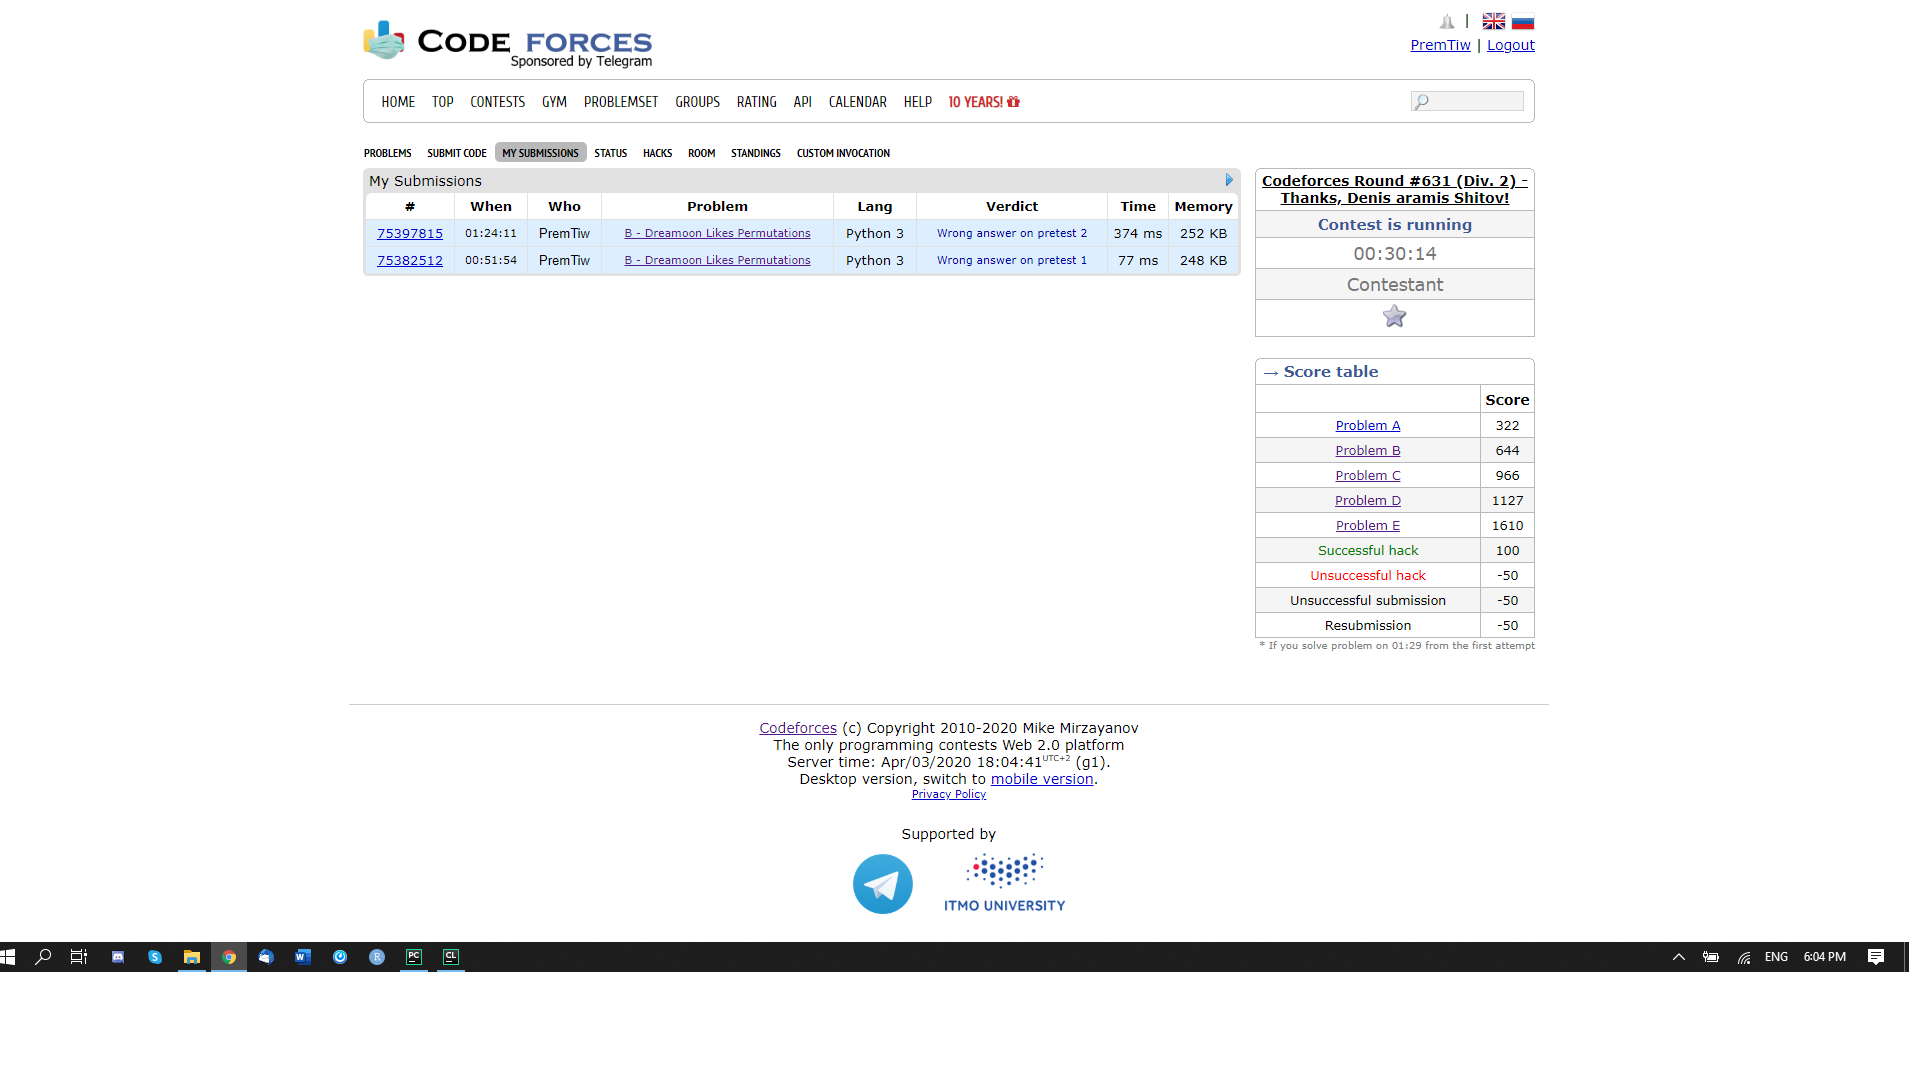 CODE FORCES
Sponsored by Telegram
|
PremTiw | Logout
HOME TOP CONTESTS GYM PROBLEMSET GROUPS RATING API CALENDAR HELP 10 YEARS!
PROBLEMS SUBMIT CODE MY SUBMISSIONS STATUS HACKS ROOM STANDINGS CUSTOM INVOCATION
My Submissions
# When Who Problem Lang Verdict Time Memory
75397815 01:24:11 PremTiw B - Dreamoon Likes Permutations Python 3 Wrong answer on pretest 2 374 ms 252 KB
75382512 00:51:54 PremTiw B - Dreamoon Likes Permutations Python 3 Wrong answer on pretest 1 77 ms 248 KB
Codeforces Round #631 (Div. 2) -
Thanks, Denis aramis Shitov!
Contest is running
00:30:14
Contestant
→ Score table
Score
Problem A 322
Problem B 644
Problem C 966
Problem D 1127
Problem E 1610
Successful hack 100
Unsuccessful hack -50
Unsuccessful submission -50
Resubmission -50
* If you solve problem on 01:29 from the first attempt
Codeforces (c) Copyright 2010-2020 Mike Mirzayanov
The only programming contests Web 2.0 platform
Server time: Apr/03/2020 18:04:41 UTC+2 (g1).
Desktop version, switch to mobile version.
Privacy Policy
Supported by
ITMO UNIVERSITY
S W R PC CL ENG 6:04 PM